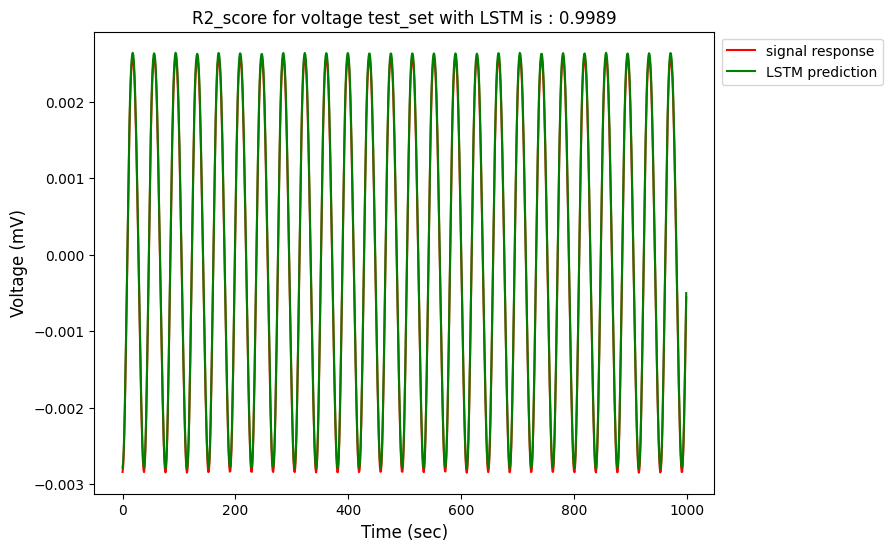 R2_score for voltage test_set with LSTM is : 0.9989
signal response
LSTM prediction
0.002
0.001
0.000
−0.001
−0.002
−0.003
Voltage (mV)
0 200 400 600 800 1000
Time (sec)